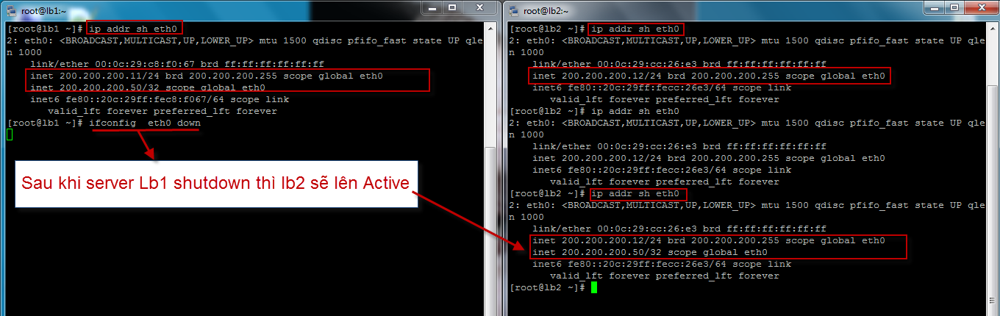 root@lb1:~
[root@lb1 ~]# ip addr sh eth0
2: eth0: <BROADCAST,MULTICAST,UP,LOWER_UP> mtu 1500 qdisc pfifo_fast state UP qle
n 1000
link/ether 00:0c:29:c8:f0:67 brd ff:ff:ff:ff:ff:ff
inet 200.200.200.11/24 brd 200.200.200.255 scope global eth0
inet 200.200.200.50/32 scope global eth0
inet6 fe80::20c:29ff:fec8:f067/64 scope link
valid_lft forever preferred_lft forever
[root@lb1 ~]# ifconfig  eth0 down
Sau khi server Lb1 shutdown thì lb2 sẽ lên Active
root@lb2:~
[root@lb2 ~]# ip addr sh eth0
2: eth0: <BROADCAST,MULTICAST,UP,LOWER_UP> mtu 1500 qdisc pfifo_fast state UP qle
n 1000
link/ether 00:0c:29:cc:26:e3 brd ff:ff:ff:ff:ff:ff
inet 200.200.200.12/24 brd 200.200.200.255 scope global eth0
inet6 fe80::20c:29ff:fecc:26e3/64 scope link
valid_lft forever preferred_lft forever
[root@lb2 ~]# ip addr sh eth0
2: eth0: <BROADCAST,MULTICAST,UP,LOWER_UP> mtu 1500 qdisc pfifo_fast state UP qle
n 1000
link/ether 00:0c:29:cc:26:e3 brd ff:ff:ff:ff:ff:ff
inet 200.200.200.12/24 brd 200.200.200.255 scope global eth0
inet6 fe80::20c:29ff:fecc:26e3/64 scope link
valid_lft forever preferred_lft forever
[root@lb2 ~]# ip addr sh eth0
2: eth0: <BROADCAST,MULTICAST,UP,LOWER_UP> mtu 1500 qdisc pfifo_fast state UP qle
n 1000
link/ether 00:0c:29:cc:26:e3 brd ff:ff:ff:ff:ff:ff
inet 200.200.200.12/24 brd 200.200.200.255 scope global eth0
inet 200.200.200.50/32 scope global eth0
inet6 fe80::20c:29ff:fecc:26e3/64 scope link
valid_lft forever preferred_lft forever
[root@lb2 ~]#